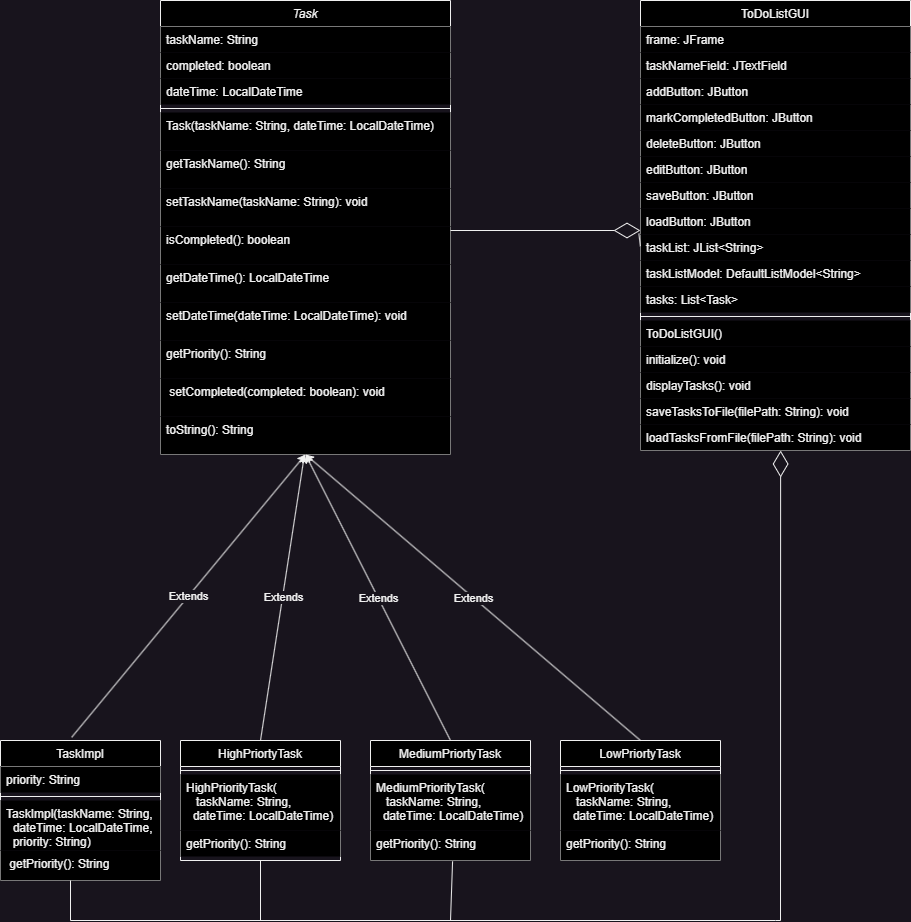 Task
taskName: String
completed: boolean
dateTime: LocalDateTime
Task(taskName: String, dateTime: LocalDateTime)
getTaskName(): String
setTaskName(taskName: String): void
isCompleted(): boolean
getDateTime(): LocalDateTime
setDateTime(dateTime: LocalDateTime): void
getPriority(): String
setCompleted(completed: boolean): void
toString(): String
ToDoListGUI
frame: JFrame
taskNameField: JTextField
addButton: JButton
markCompletedButton: JButton
deleteButton: JButton
editButton: JButton
saveButton: JButton
loadButton: JButton
taskList: JList<String>
taskListModel: DefaultListModel<String>
tasks: List<Task>
ToDoListGUI()
initialize(): void
displayTasks(): void
saveTasksToFile(filePath: String): void
loadTasksFromFile(filePath: String): void
Extends
Extends
Extends
Extends
TaskImpl
priority: String
TaskImpl(taskName: String,
dateTime: LocalDateTime,
priority: String)
getPriority(): String
HighPriortyTask
HighPriorityTask(
taskName: String,
dateTime: LocalDateTime)
getPriority(): String
MediumPriortyTask
MediumPriorityTask(
taskName: String,
dateTime: LocalDateTime)
getPriority(): String
LowPriortyTask
LowPriorityTask(
taskName: String,
dateTime: LocalDateTime)
getPriority(): String